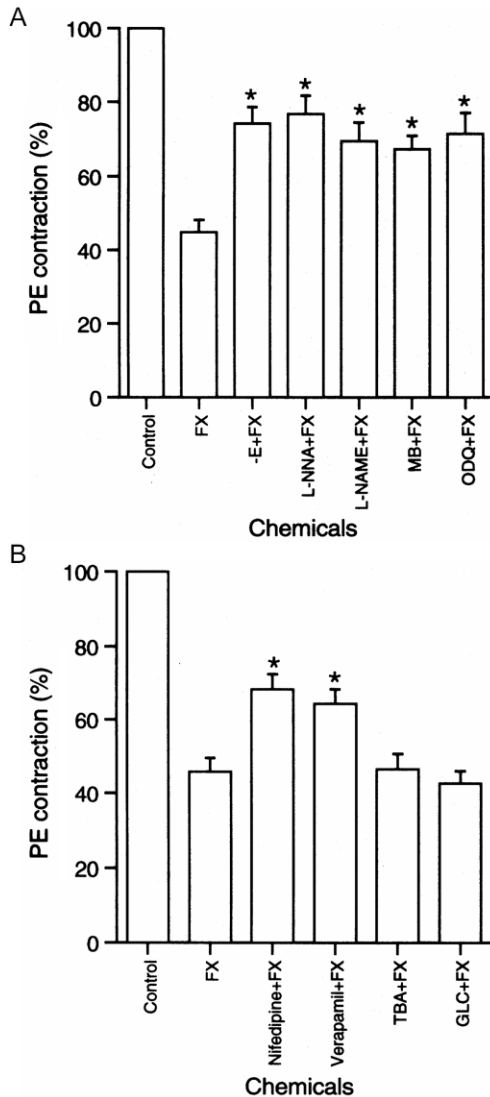 A
PE contraction (%)
100
80
60
40
20
0
* * * * *
Control
FX
-E+FX
L-NNA+FX
L-NAME+FX
MB+FX
ODQ+FX
Chemicals
B
PE contraction (%)
100
80
60
40
20
0
* *
Control
FX
Nifedipine+FX
Verapamil+FX
TBA+FX
GLC+FX
Chemicals